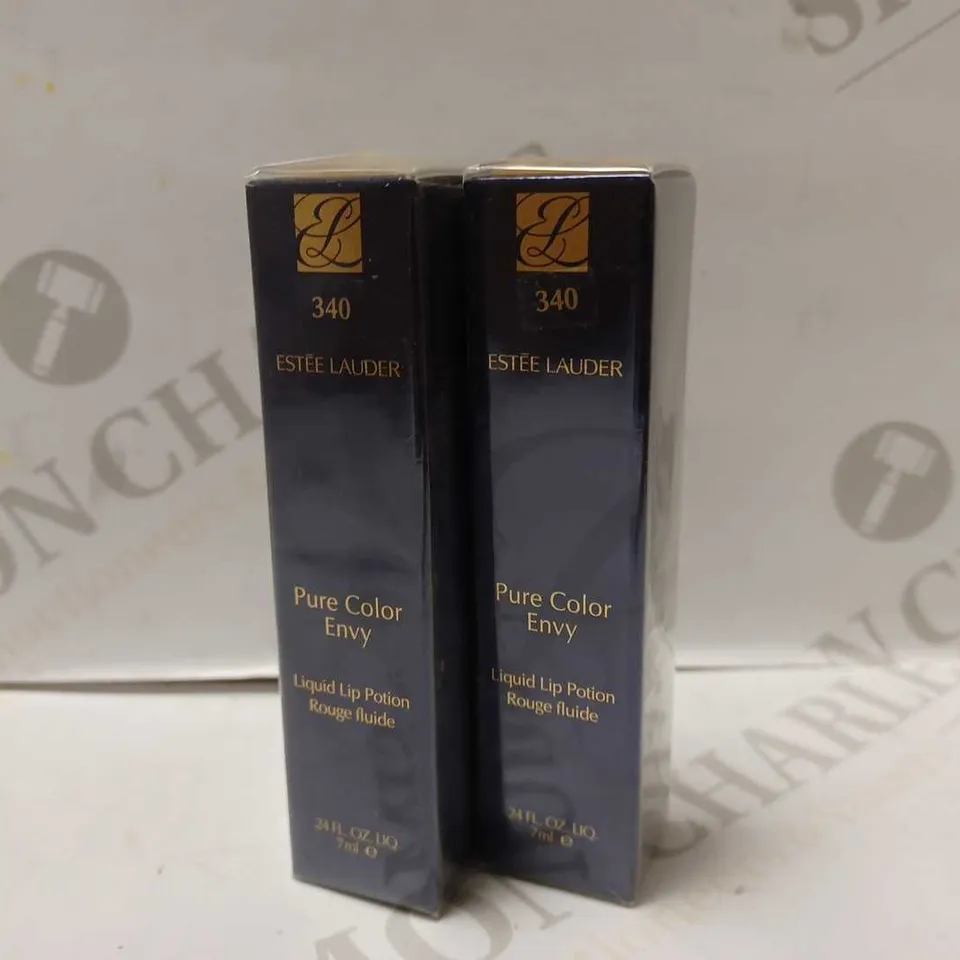 340
ESTĒE LAUDER
Pure Color
Envy
Liquid Lip Potion
Rouge fluide
.24 FL. OZ. LIQ.
7ml e
340
ESTĒE LAUDER
Pure Color
Envy
Liquid Lip Potion
Rouge fluide
.24 FL. OZ. LIQ.
7ml e